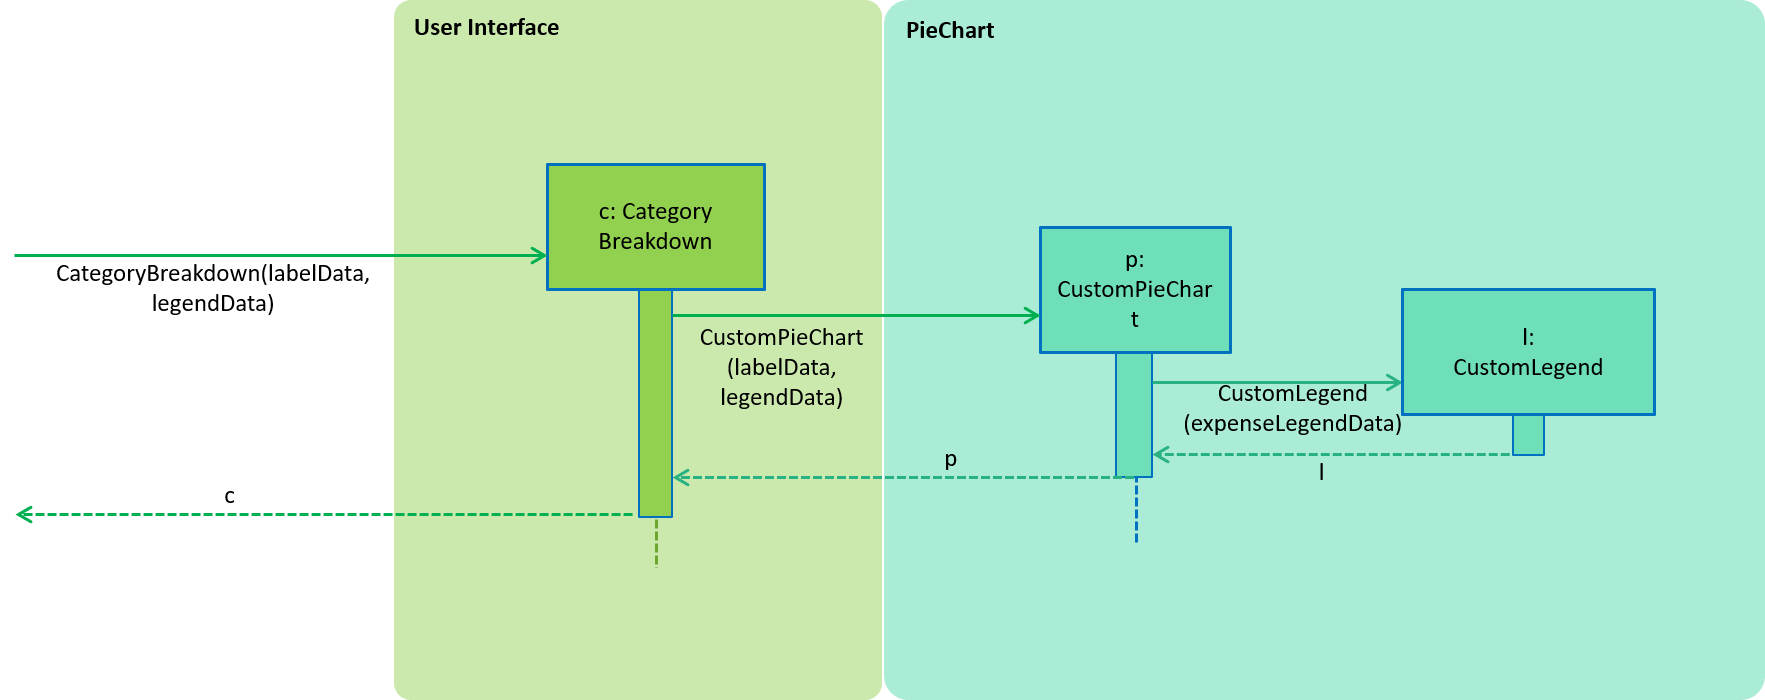 User Interface
PieChart
c: Category
Breakdown
CategoryBreakdown(labelData,
legendData)
p:
CustomPieChar
t
CustomPieChart
(labelData,
legendData)
l:
CustomLegend
CustomLegend
(expenseLegendData)
l
p
c